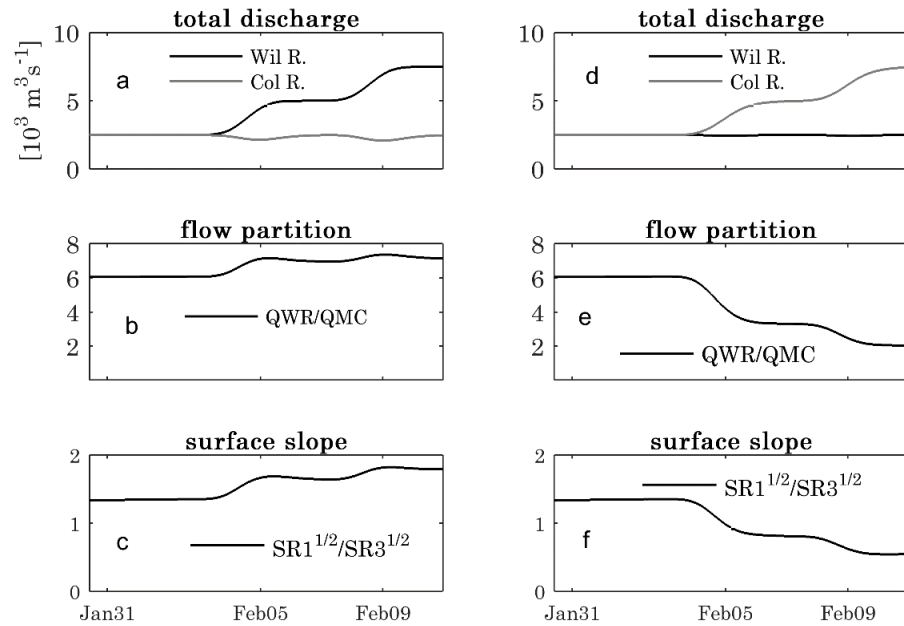 total discharge
10
5
0
[10³ m³s⁻¹]
a
Wil R.
Col R.
flow partition
8
6
4
2
b
QWR/QMC
surface slope
2
1
0
c
SR1^1/2/SR3^1/2
Jan31 Feb05 Feb09
total discharge
10
5
0
d
Wil R.
Col R.
flow partition
8
6
4
2
e
QWR/QMC
surface slope
2
1
0
SR1^1/2/SR3^1/2
f
Jan31 Feb05 Feb09